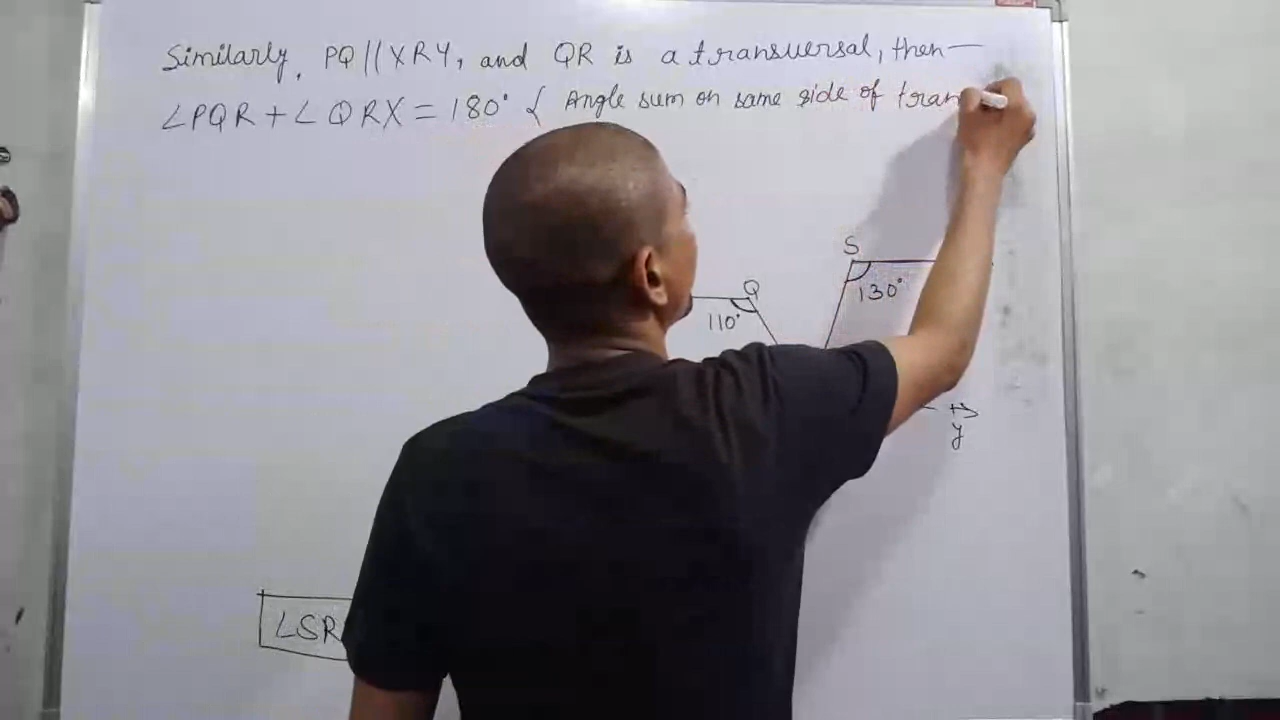 Similarly, PQ||XRY, and QR is a transversal, then—
∠PQR + ∠QRX = 180° { Angle sum on same side of tran
S
Q
130°
110°
y
∠SR